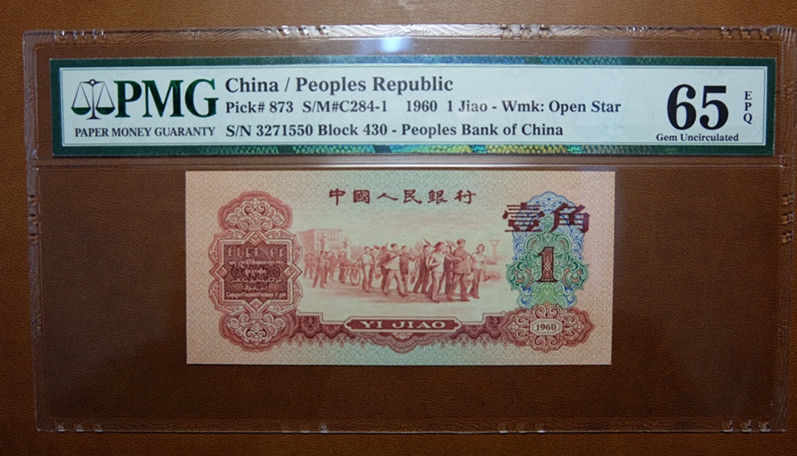 PMG
PAPER MONEY GUARANTY
China / Peoples Republic
Pick# 873 S/M#C284-1 1960 1 Jiao - Wmk: Open Star
S/N 3271550 Block 430 - Peoples Bank of China
65
EPQ
Gem Uncirculated
中國人民銀行
壹角
1
YI JIAO
1960